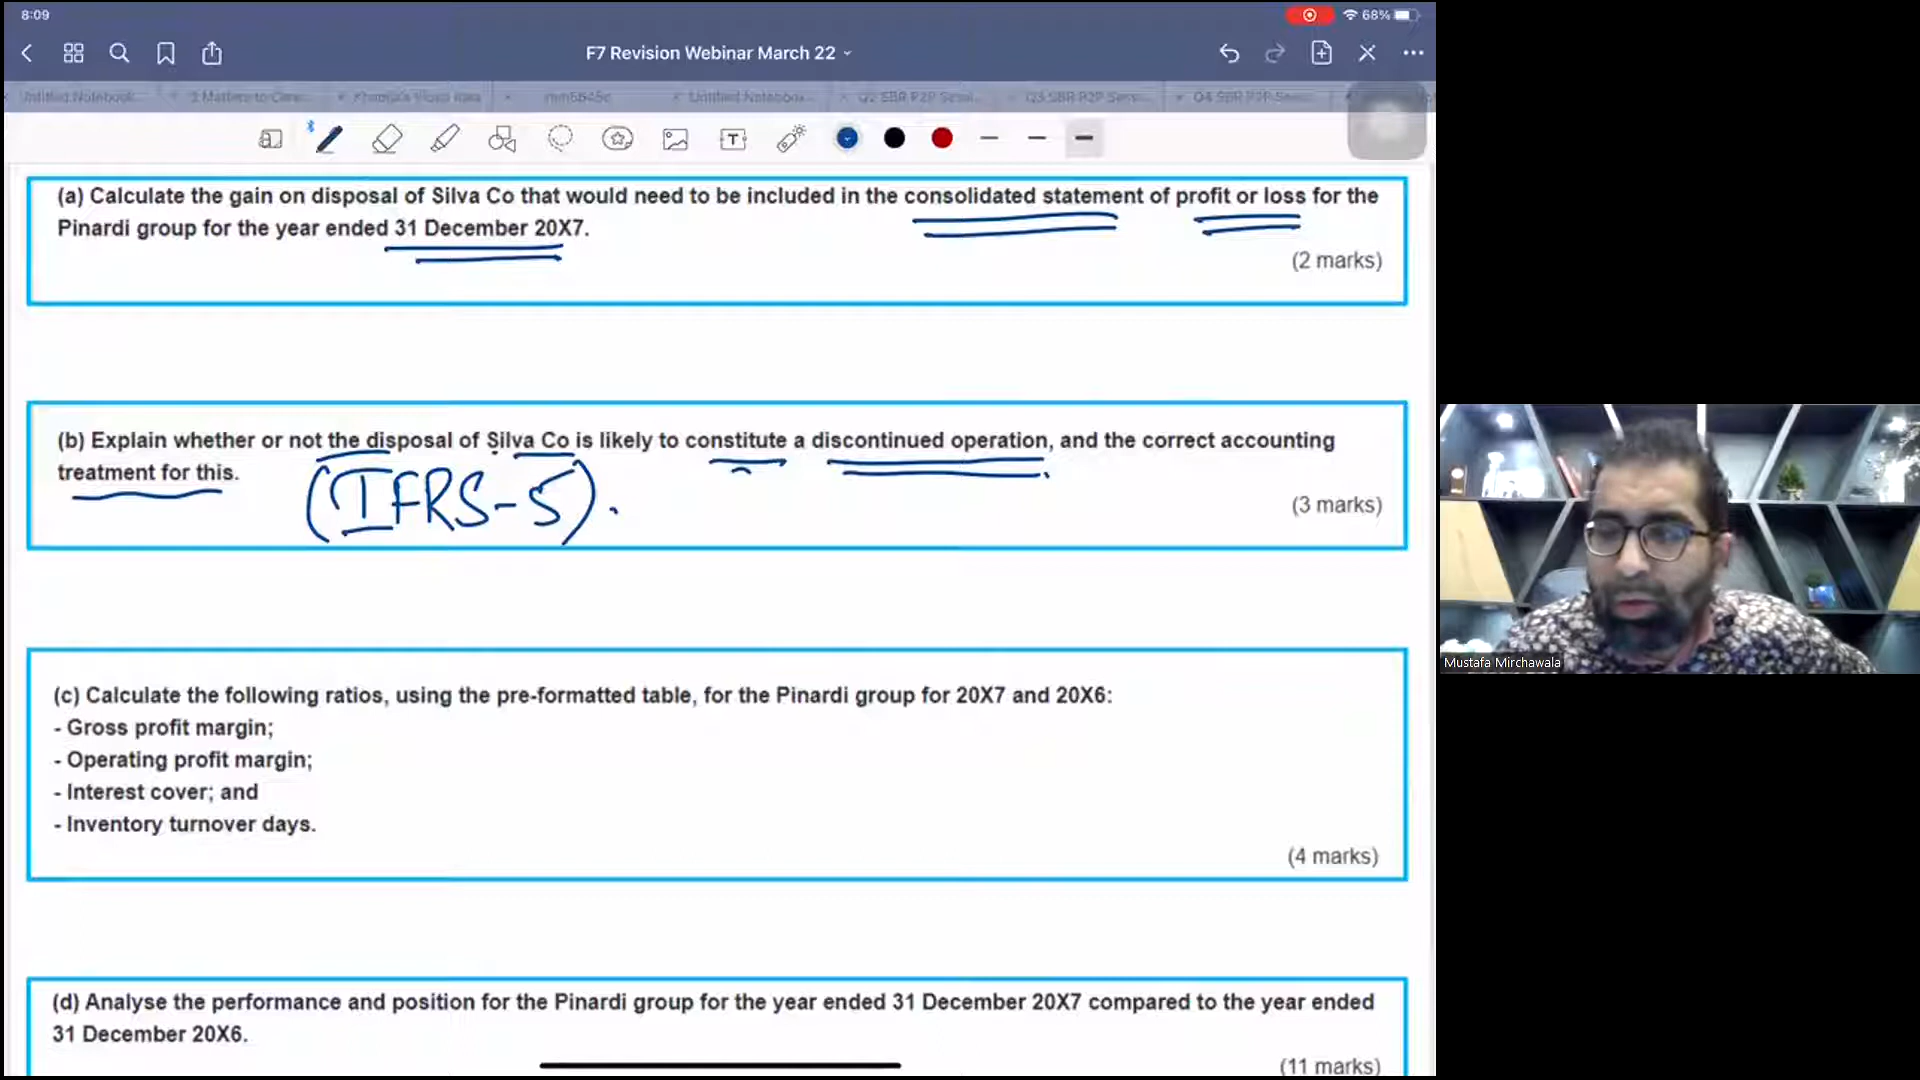 8:09
68%
F7 Revision Webinar March 22
Untitled Notebook...
(a) Calculate the gain on disposal of Silva Co that would need to be included in the consolidated statement of profit or loss for the
Pinardi group for the year ended 31 December 20X7.
(2 marks)
(b) Explain whether or not the disposal of Silva Co is likely to constitute a discontinued operation, and the correct accounting
treatment for this.
(IFRS-5).
(3 marks)
(c) Calculate the following ratios, using the pre-formatted table, for the Pinardi group for 20X7 and 20X6:
- Gross profit margin;
- Operating profit margin;
- Interest cover; and
- Inventory turnover days.
(4 marks)
(d) Analyse the performance and position for the Pinardi group for the year ended 31 December 20X7 compared to the year ended
31 December 20X6.
(11 marks)
Mustafa Mirchawala